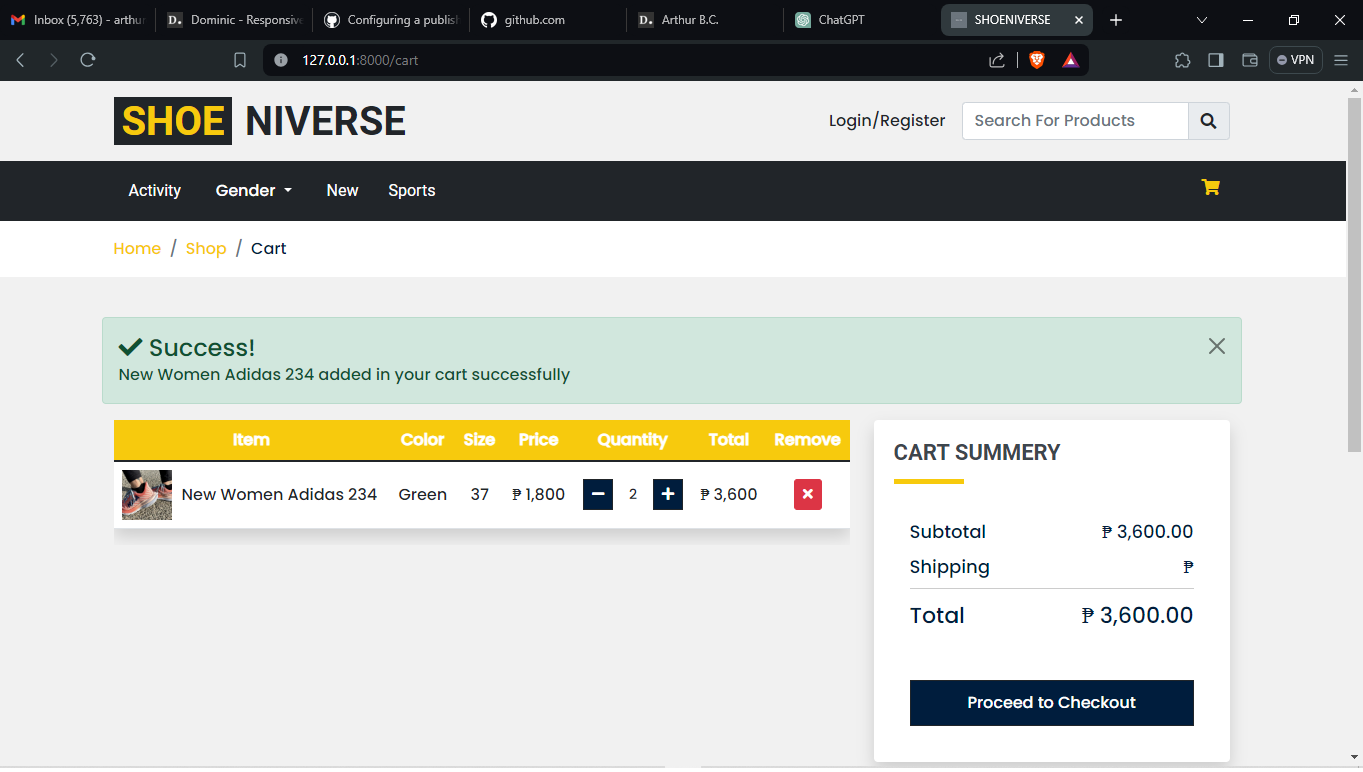 Inbox (5,763) - arthur
Dominic - Responsive
Configuring a publish
github.com
Arthur B.C.
ChatGPT
SHOENIVERSE
127.0.0.1:8000/cart
VPN
SHOE NIVERSE
Login/Register
Search For Products
Activity
Gender
New
Sports
Home / Shop / Cart
Success!
New Women Adidas 234 added in your cart successfully
Item Color Size Price Quantity Total Remove
New Women Adidas 234 Green 37 ₱ 1,800 2 ₱ 3,600
CART SUMMERY
Subtotal ₱ 3,600.00
Shipping ₱
Total ₱ 3,600.00
Proceed to Checkout